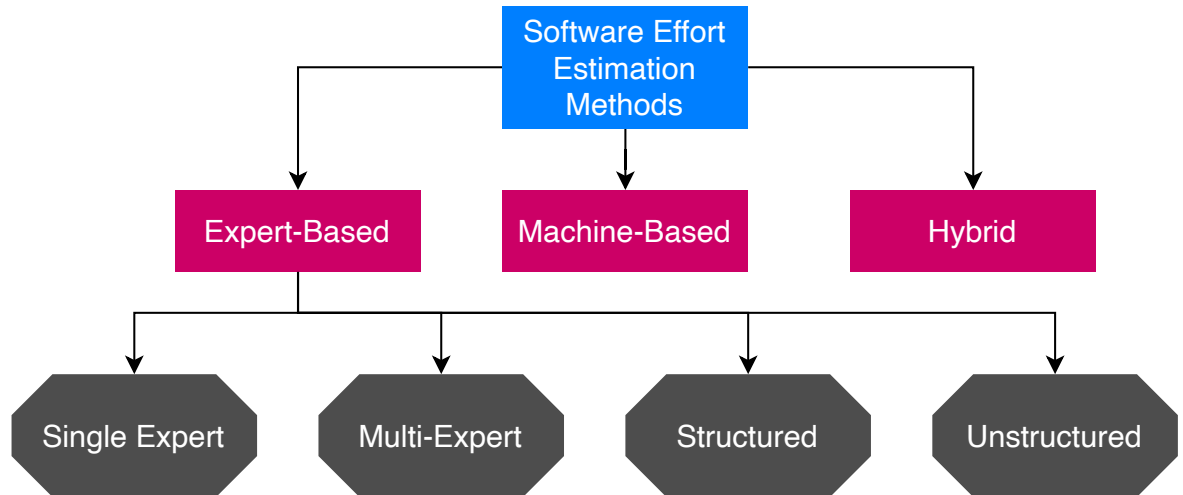 Software Effort
Estimation
Methods
Expert-Based
Machine-Based
Hybrid
Single Expert
Multi-Expert
Structured
Unstructured